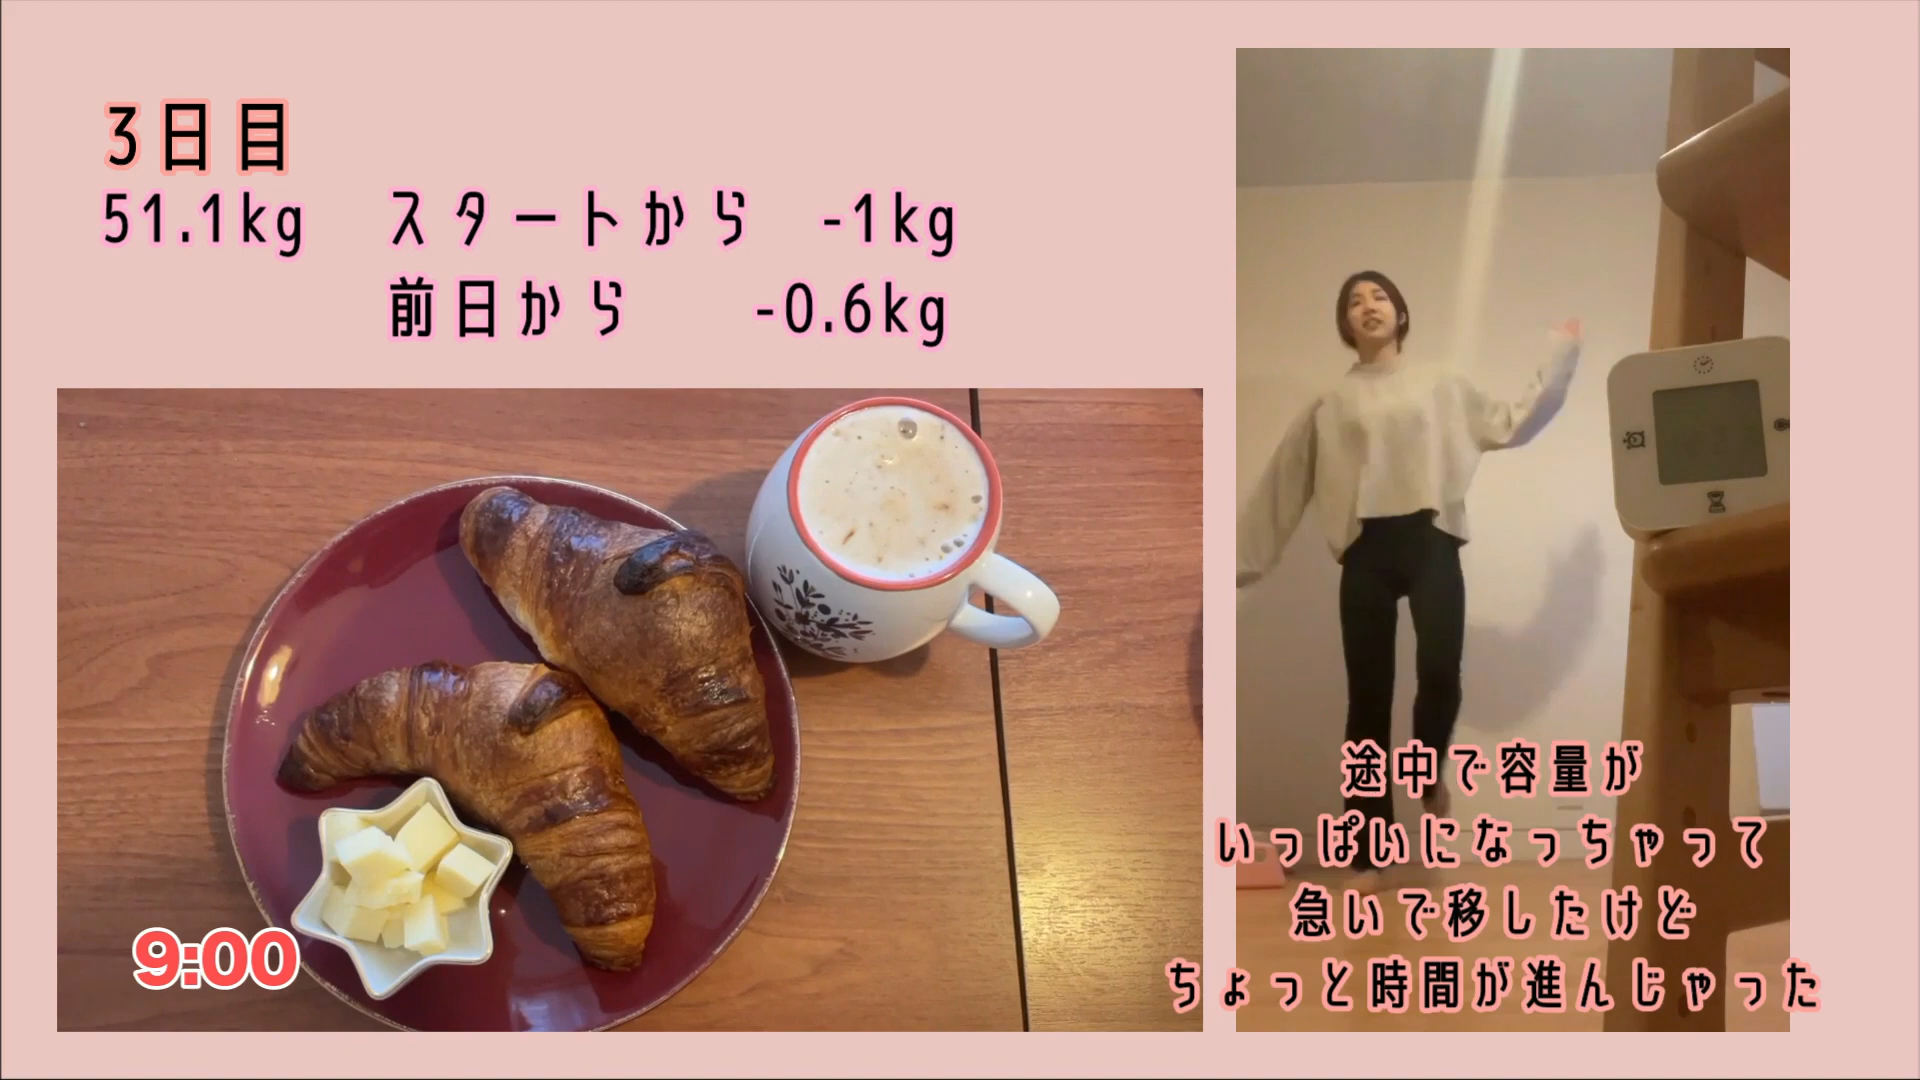 3日目
51.1kg スタートから -1kg
前日から -0.6kg
9:00
途中で容量が
いっぱいになっちゃって
急いで移したけど
ちょっと時間が進んじゃった